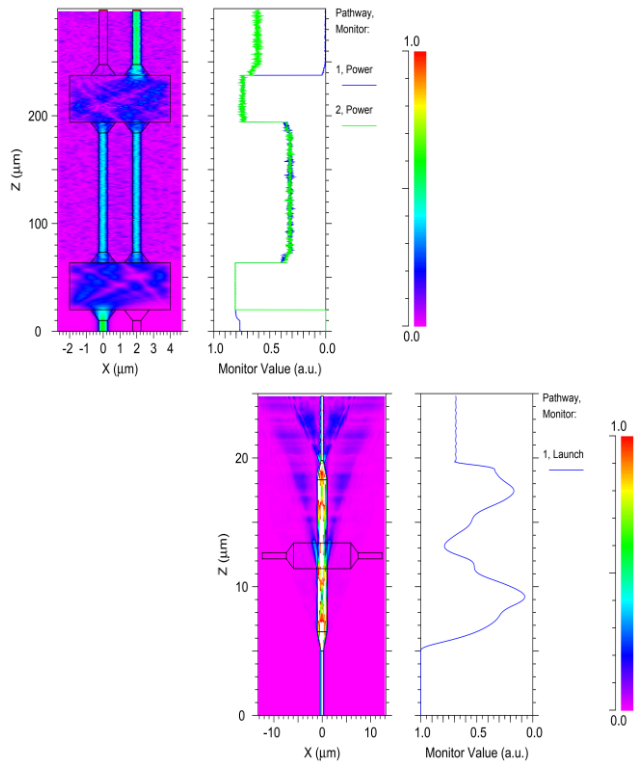 Pathway,
Monitor:
1, Power
2, Power
1.0
0.0
Z (µm)
300
200
100
0
-2 -1 0 1 2 3 4
X (µm)
1.0 0.5 0.0
Monitor Value (a.u.)
Pathway,
Monitor:
1, Launch
1.0
0.0
Z (µm)
20
10
0
-10 0 10
X (µm)
1.0 0.5 0.0
Monitor Value (a.u.)